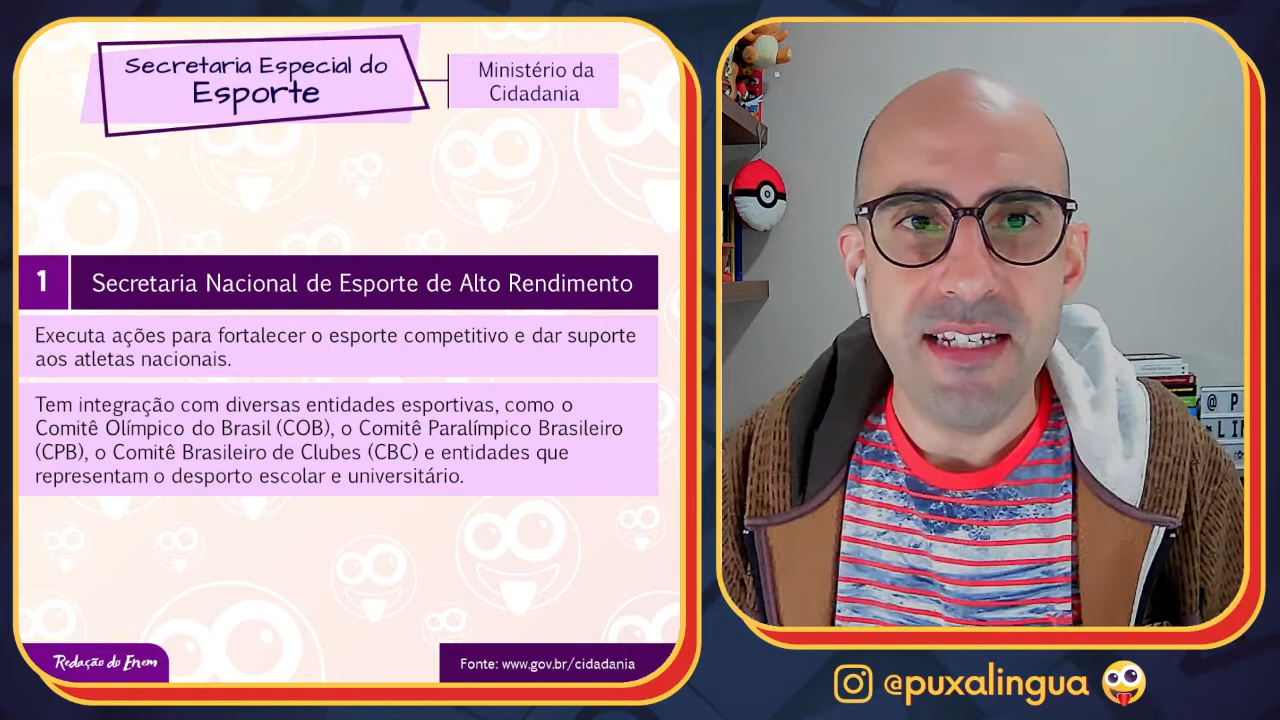 Secretaria Especial do
Esporte
Ministério da
Cidadania
1
Secretaria Nacional de Esporte de Alto Rendimento
Executa ações para fortalecer o esporte competitivo e dar suporte
aos atletas nacionais.
Tem integração com diversas entidades esportivas, como o
Comitê Olímpico do Brasil (COB), o Comitê Paralímpico Brasileiro
(CPB), o Comitê Brasileiro de Clubes (CBC) e entidades que
representam o desporto escolar e universitário.
Redação do Enem
Fonte: www.gov.br/cidadania
@ P
LI
@puxalingua